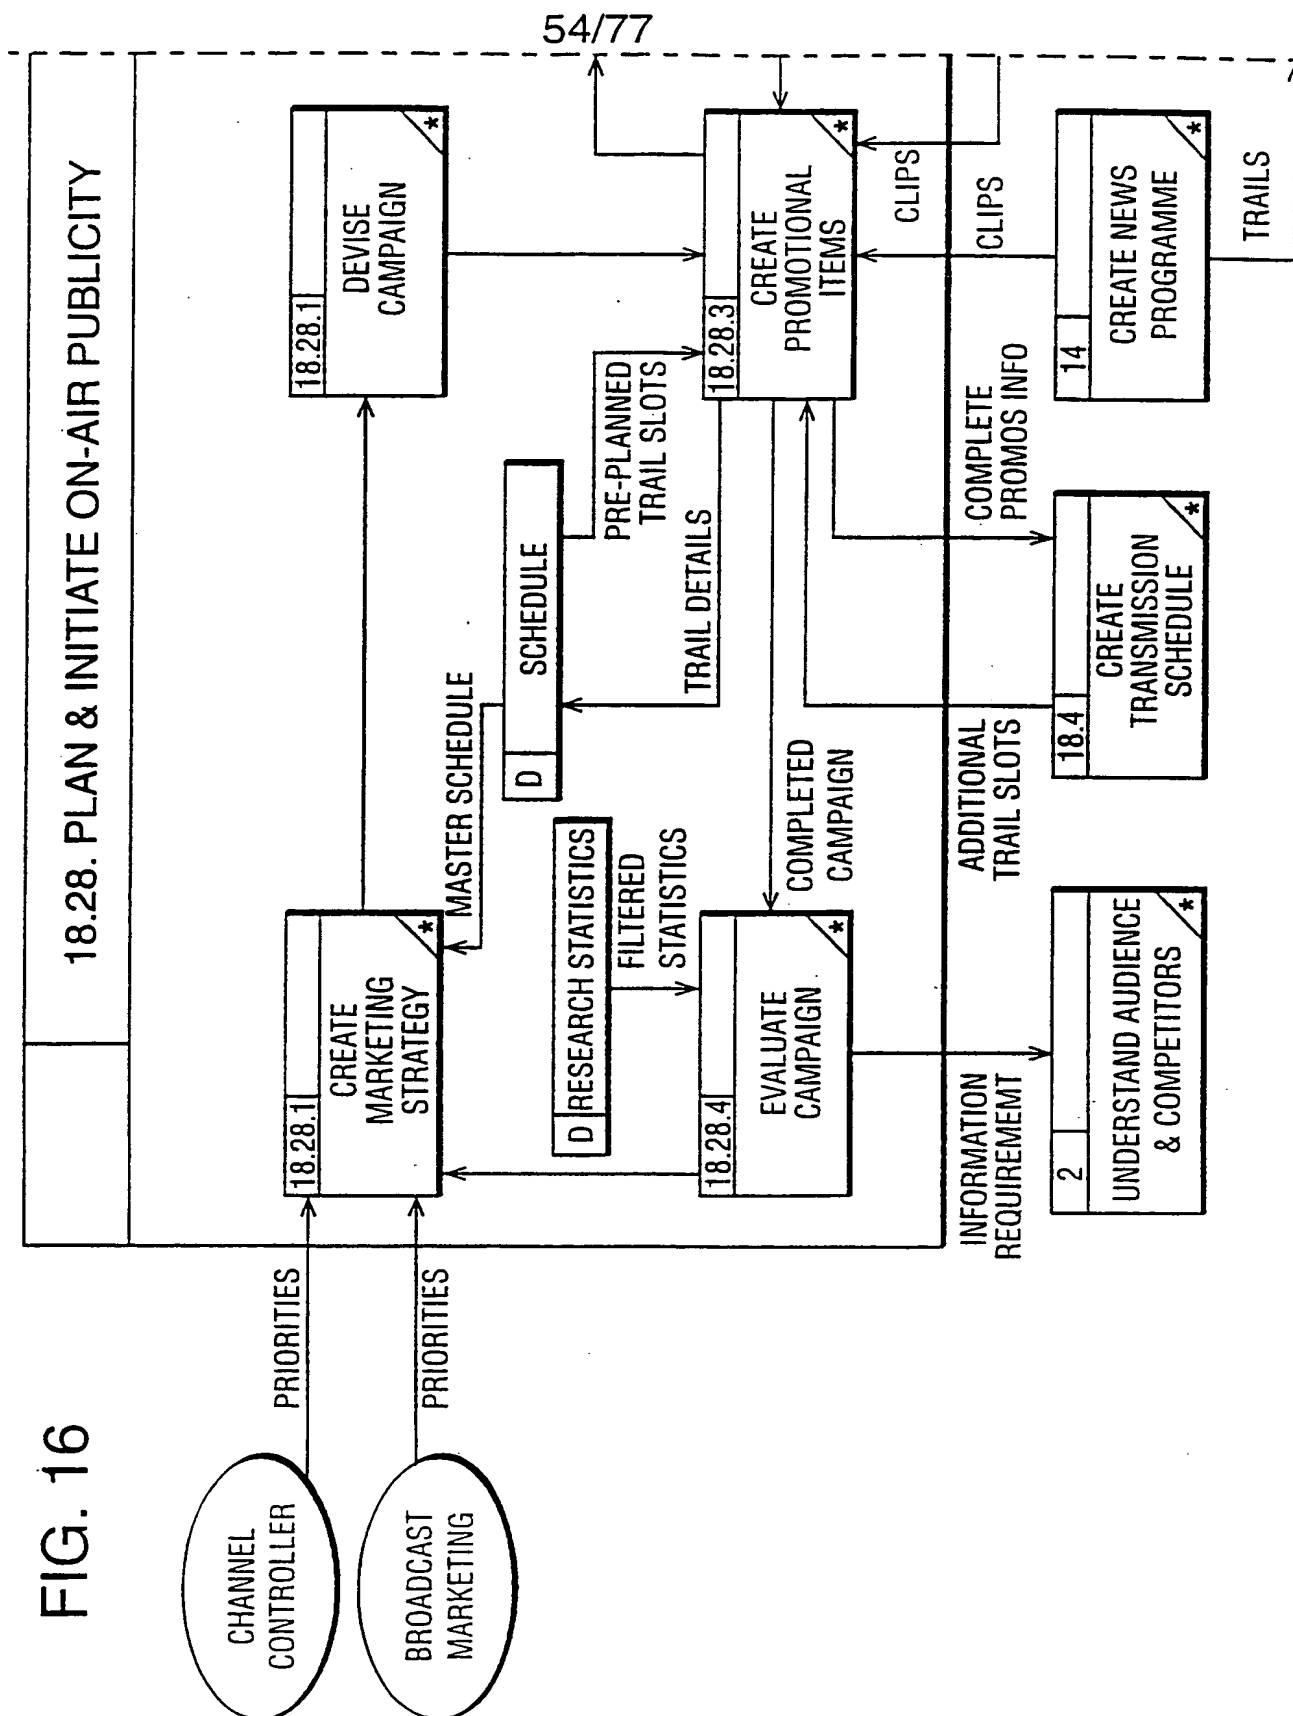 54/77
FIG. 16
18.28. PLAN & INITIATE ON-AIR PUBLICITY
CHANNEL
CONTROLLER
PRIORITIES
BROADCAST
MARKETING
PRIORITIES
18.28.1
CREATE
MARKETING
STRATEGY
*
18.28.1
DEVISE
CAMPAIGN
*
MASTER SCHEDULE
D
SCHEDULE
D
RESEARCH STATISTICS
FILTERED
STATISTICS
PRE-PLANNED
TRAIL SLOTS
TRAIL DETAILS
18.28.4
EVALUATE
CAMPAIGN
*
COMPLETED
CAMPAIGN
18.28.3
CREATE
PROMOTIONAL
ITEMS
*
CLIPS
CLIPS
INFORMATION
REQUIREMEMT
ADDITIONAL
TRAIL SLOTS
COMPLETE
PROMOS INFO
2
UNDERSTAND AUDIENCE
& COMPETITORS
*
18.4
CREATE
TRANSMISSION
SCHEDULE
*
14
CREATE NEWS
PROGRAMME
*
TRAILS